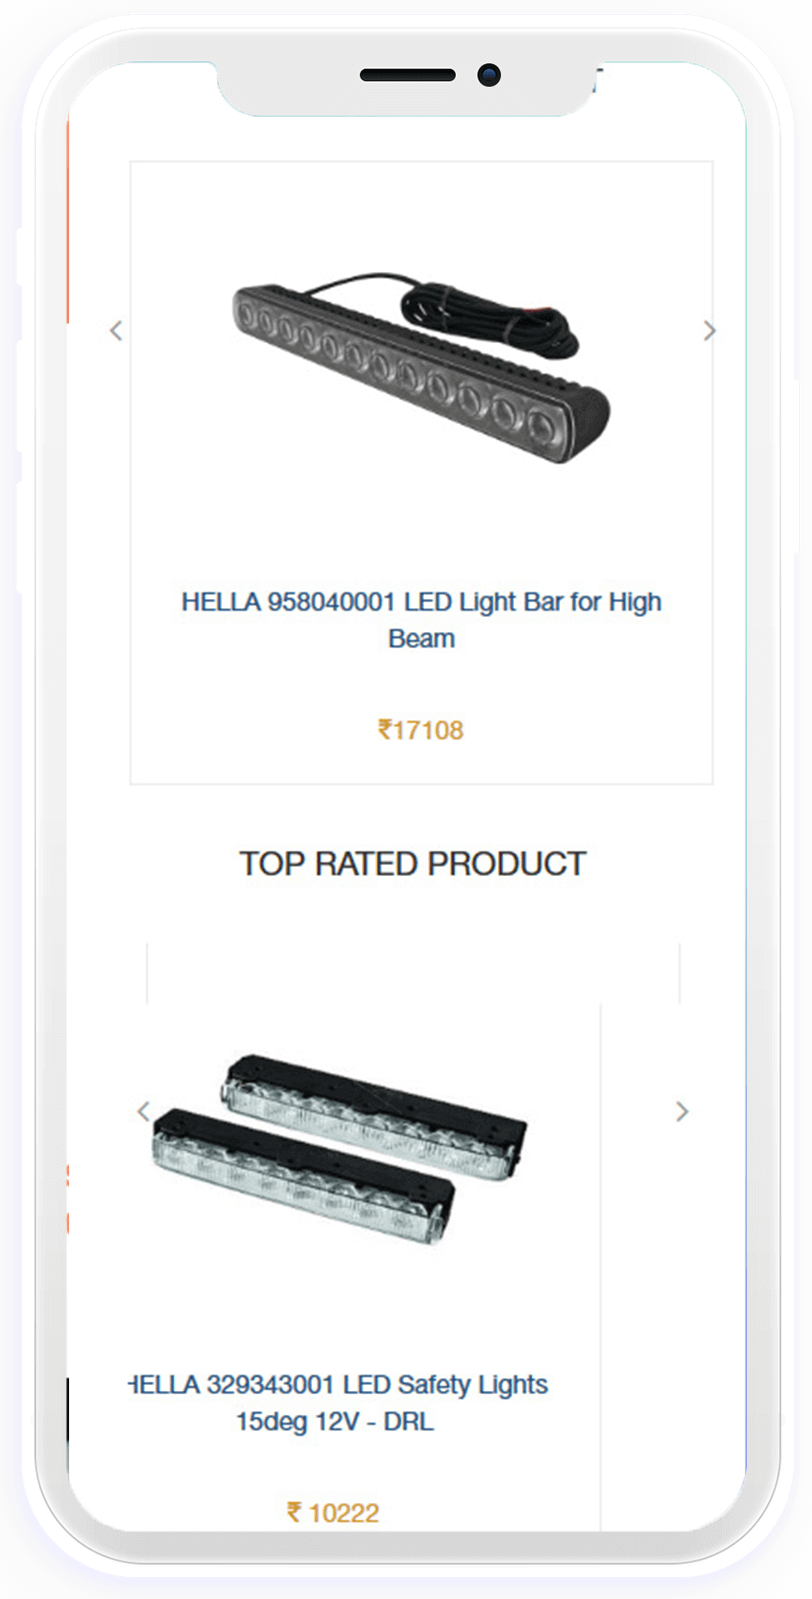 HELLA 958040001 LED Light Bar for High
Beam
₹17108
TOP RATED PRODUCT
HELLA 329343001 LED Safety Lights
15deg 12V - DRL
₹ 10222